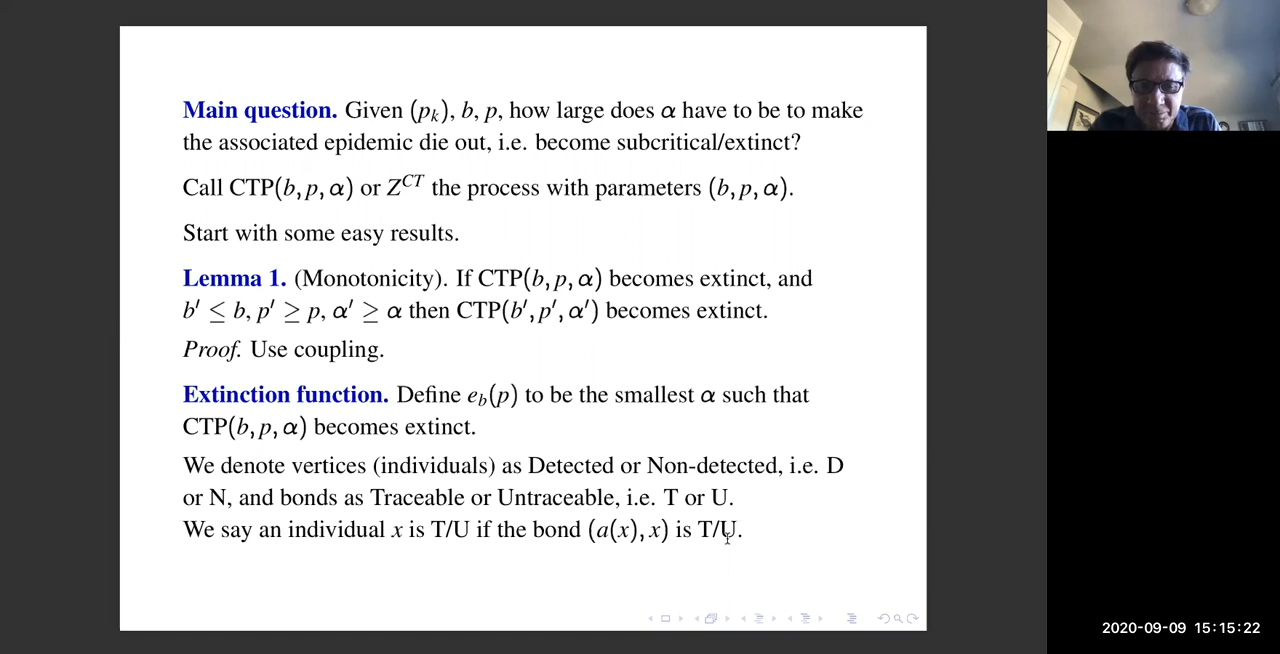 Main question. Given (pₖ), b, p, how large does α have to be to make
the associated epidemic die out, i.e. become subcritical/extinct?
Call CTP(b, p, α) or Z^{CT} the process with parameters (b, p, α).
Start with some easy results.
Lemma 1. (Monotonicity). If CTP(b, p, α) becomes extinct, and
b′ ≤ b, p′ ≥ p, α′ ≥ α then CTP(b′, p′, α′) becomes extinct.
Proof. Use coupling.
Extinction function. Define e_b(p) to be the smallest α such that
CTP(b, p, α) becomes extinct.
We denote vertices (individuals) as Detected or Non-detected, i.e. D
or N, and bonds as Traceable or Untraceable, i.e. T or U.
We say an individual x is T/U if the bond (a(x), x) is T/U.
2020-09-09 15:15:22